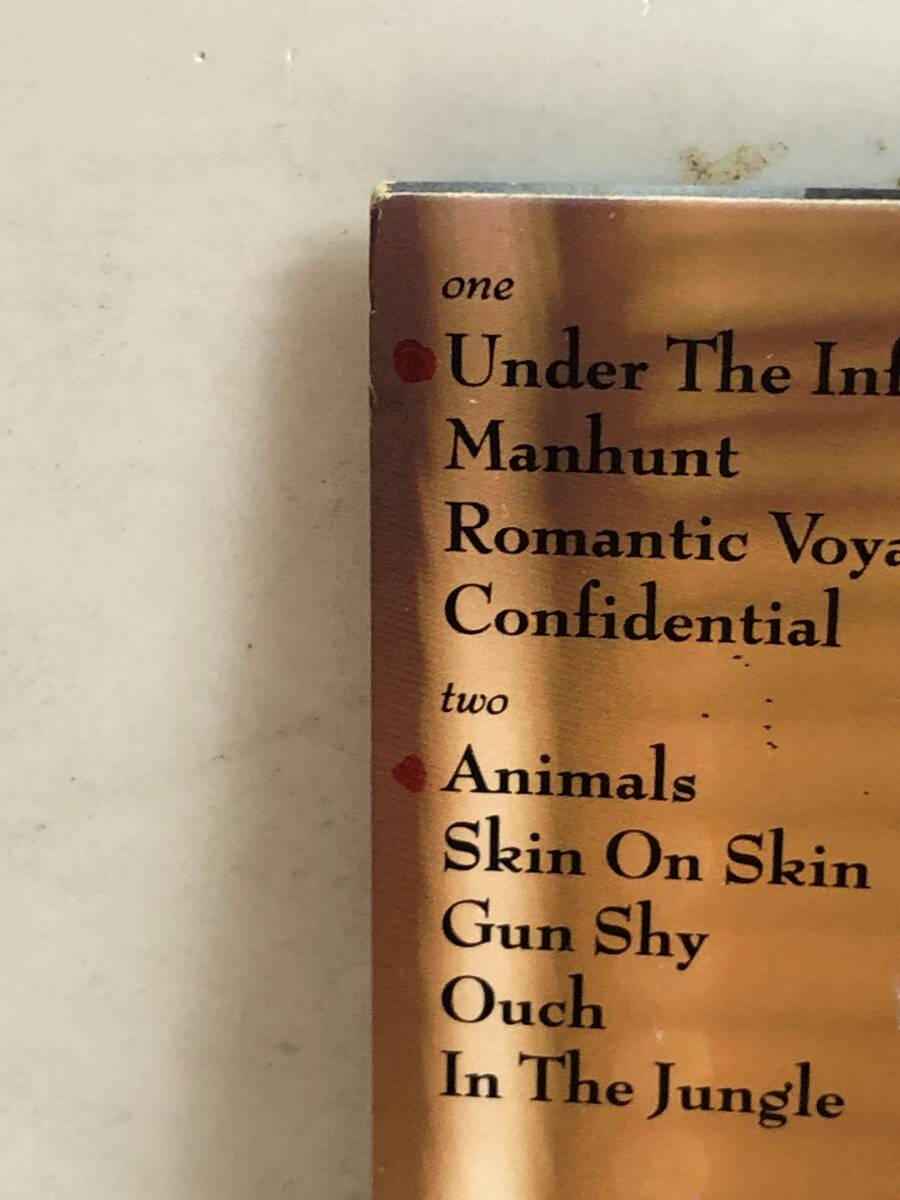 one
Under The Inf
Manhunt
Romantic Voya
Confidential
two
Animals
Skin On Skin
Gun Shy
Ouch
In The Jungle